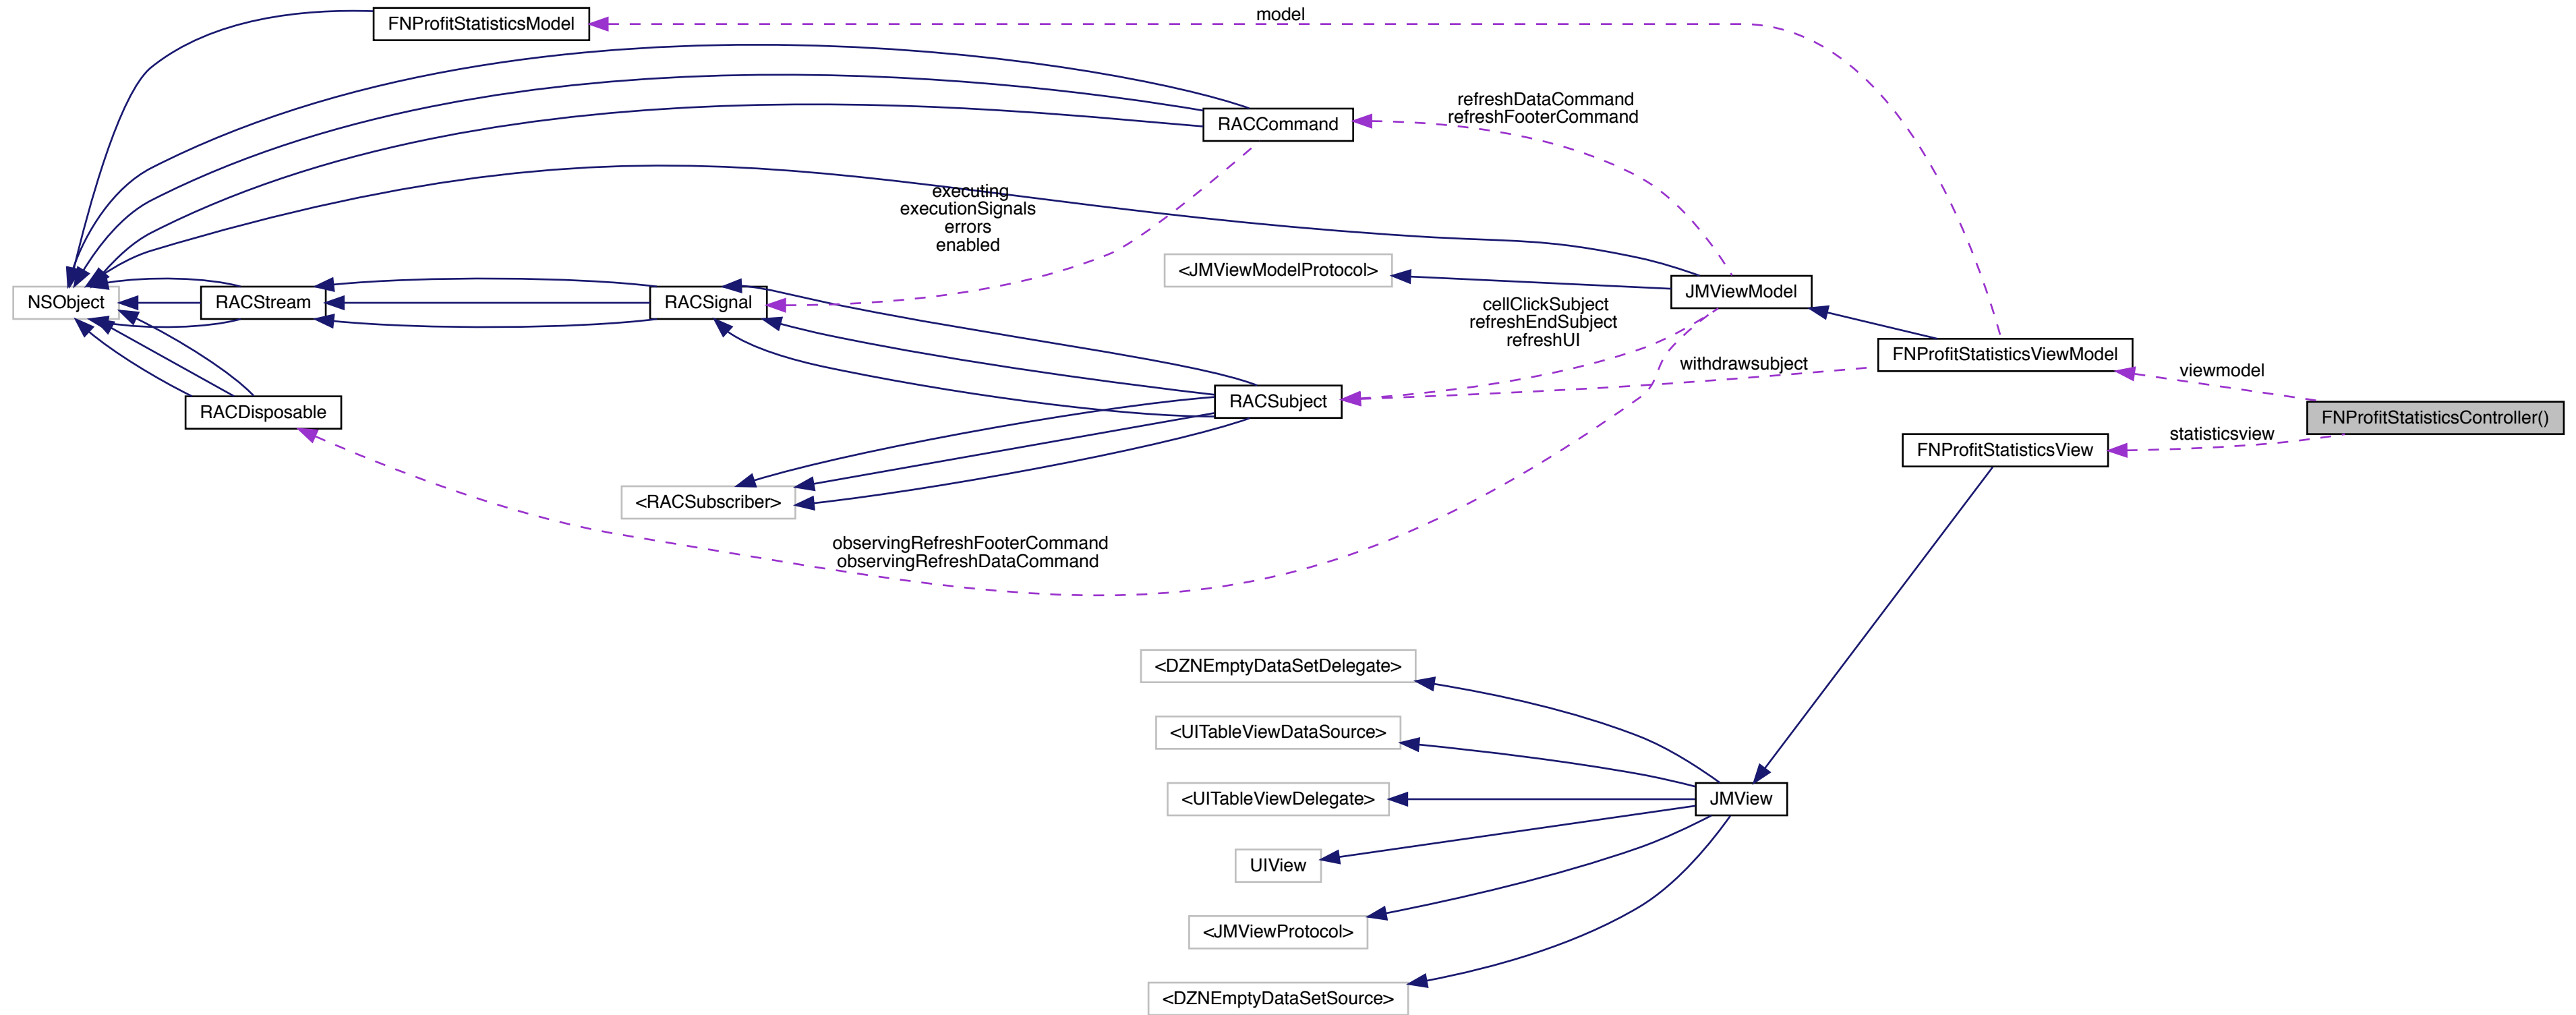 FNProfitStatisticsModel
model
refreshDataCommand
refreshFooterCommand
RACCommand
executing
executionSignals
errors
enabled
<JMViewModelProtocol>
JMViewModel
NSObject
RACStream
RACSignal
cellClickSubject
refreshEndSubject
refreshUI
FNProfitStatisticsViewModel
withdrawsubject
viewmodel
RACDisposable
RACSubject
FNProfitStatisticsController()
statisticsview
FNProfitStatisticsView
<RACSubscriber>
observingRefreshFooterCommand
observingRefreshDataCommand
<DZNEmptyDataSetDelegate>
<UITableViewDataSource>
<UITableViewDelegate>
JMView
UIView
<JMViewProtocol>
<DZNEmptyDataSetSource>